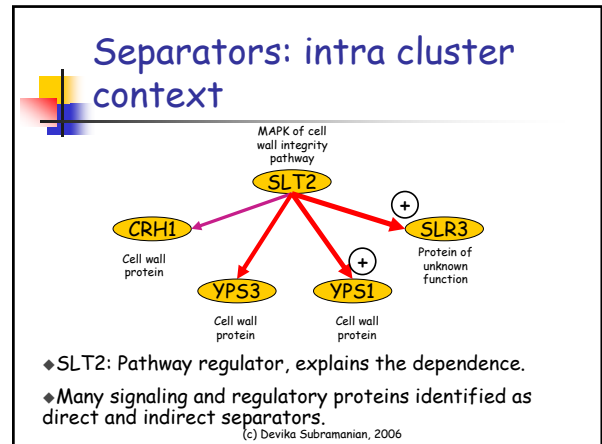 Separators: intra cluster
context
MAPK of cell
wall integrity
pathway
SLT2
+
CRH1
SLR3
Cell wall
protein
Protein of
unknown
function
+
YPS3
YPS1
Cell wall
protein
Cell wall
protein
◆SLT2: Pathway regulator, explains the dependence.
◆Many signaling and regulatory proteins identified as
direct and indirect separators.
(c) Devika Subramanian, 2006